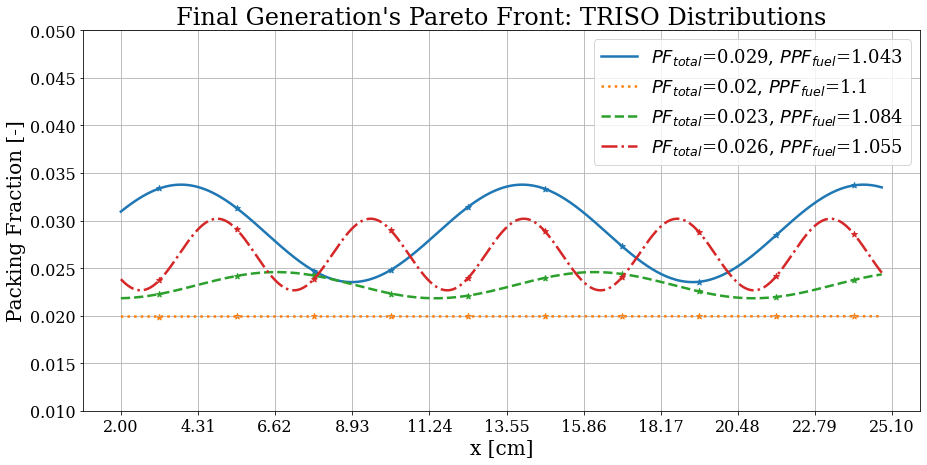 Final Generation's Pareto Front: TRISO Distributions
Packing Fraction [-]
0.050
0.045
0.040
0.035
0.030
0.025
0.020
0.015
0.010
PF_total=0.029, PPF_fuel=1.043
PF_total=0.02, PPF_fuel=1.1
PF_total=0.023, PPF_fuel=1.084
PF_total=0.026, PPF_fuel=1.055
2.00 4.31 6.62 8.93 11.24 13.55 15.86 18.17 20.48 22.79 25.10
x [cm]